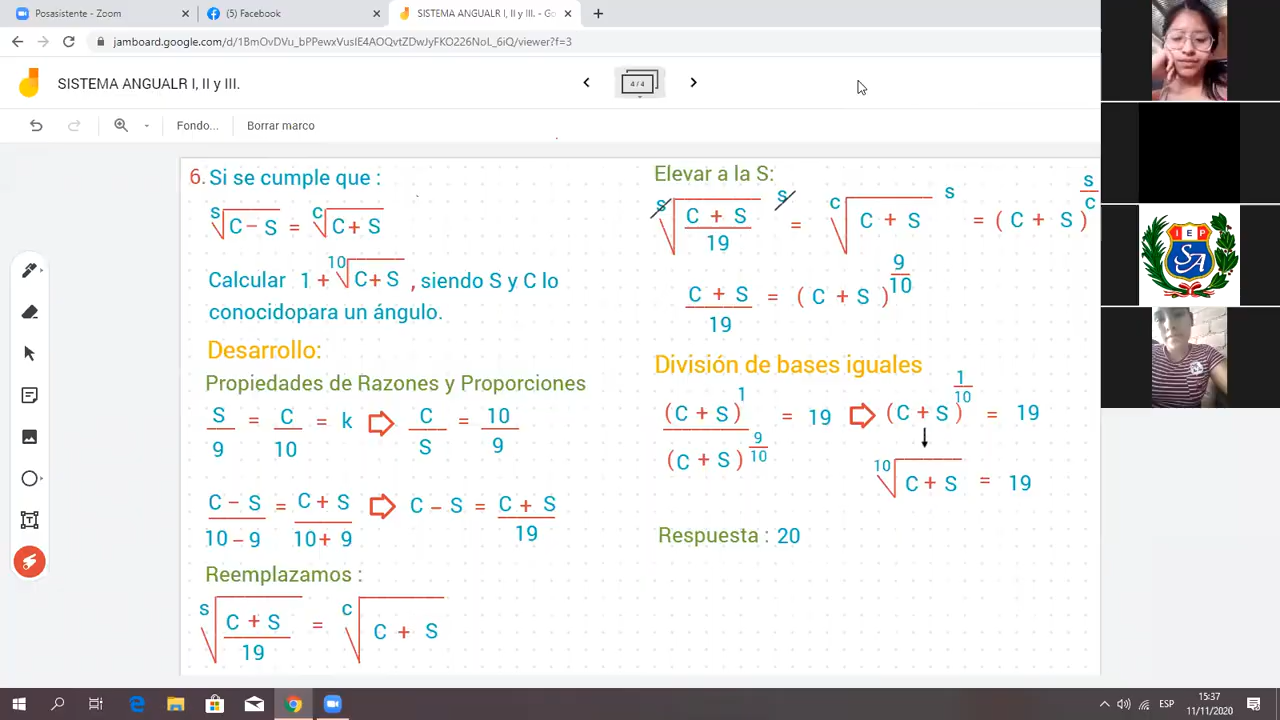 Posasistente - Zoom
(5) Facebook
SISTEMA ANGUALR I, II y III. - Go
jamboard.google.com/d/1BmOvDVu_bPPewxVusIE4AOQvtZDwJyFKO226NoL_6iQ/viewer?f=3
SISTEMA ANGUALR I, II y III.
4 / 4
Fondo...
Borrar marco
6. Si se cumple que :
ˢ√C − S = ᶜ√C + S
Calcular 1 + ¹⁰√C + S , siendo S y C lo
conocidopara un ángulo.
Desarrollo:
Propiedades de Razones y Proporciones
S/9 = C/10 = k ⇨ C/S = 10/9
C − S/10 − 9 = C + S/10 + 9 ⇨ C − S = C + S/19
Reemplazamos :
ˢ√C + S/19 = ᶜ√C + S
Elevar a la S:
ˢ√C + S/19 ˢ = ᶜ√C + S ˢ = ( C + S )^s/c
C + S/19 = ( C + S )^9/10
División de bases iguales
(C + S)^1/(C + S)^9/10 = 19 ⇨ (C + S)^1/10 = 19
↓
¹⁰√C + S = 19
Respuesta : 20
I E P
SA
ESP
15:37
11/11/2020